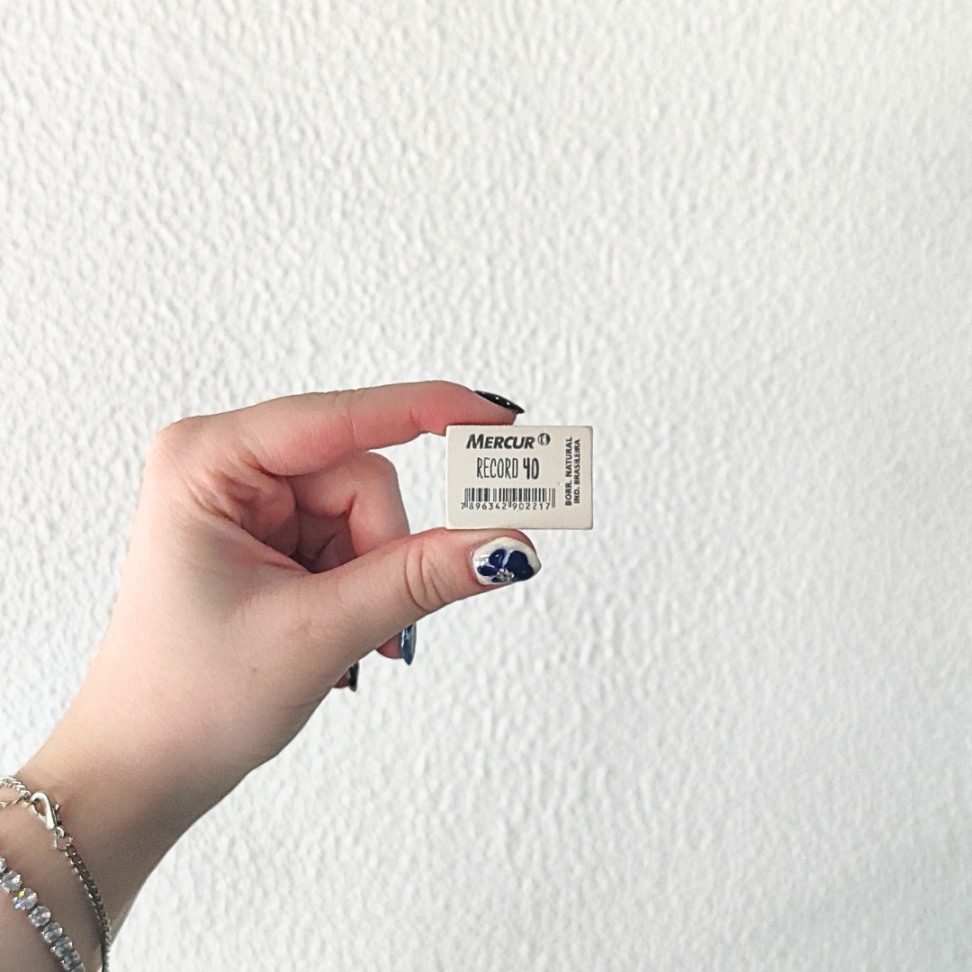 MERCUR
RECORD 40
7896342902217
BORR. NATURAL
IND. BRASILEIRA